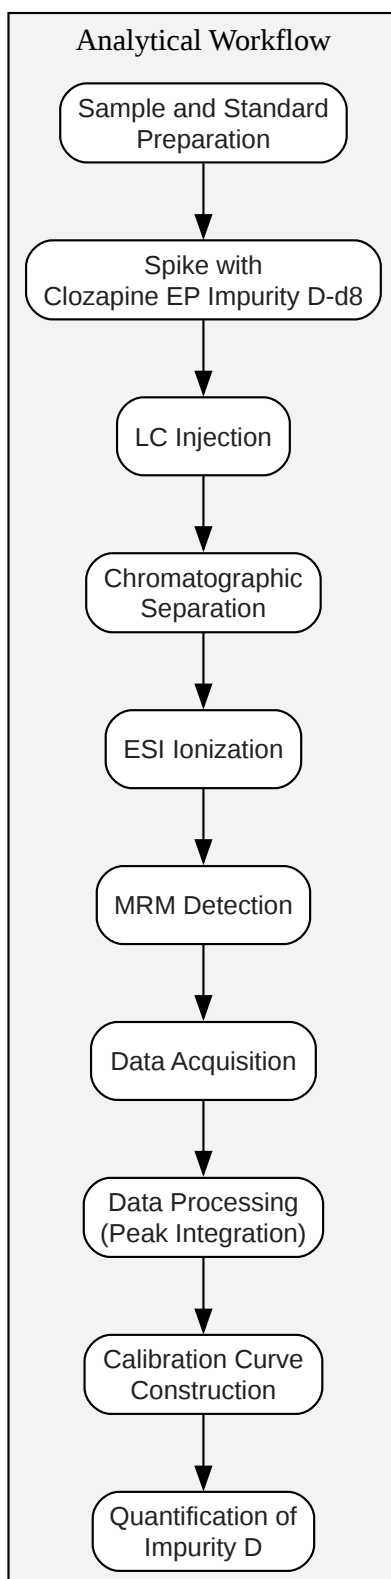 Analytical Workflow
Sample and Standard
Preparation
Spike with
Clozapine EP Impurity D-d8
LC Injection
Chromatographic
Separation
ESI Ionization
MRM Detection
Data Acquisition
Data Processing
(Peak Integration)
Calibration Curve
Construction
Quantification of
Impurity D